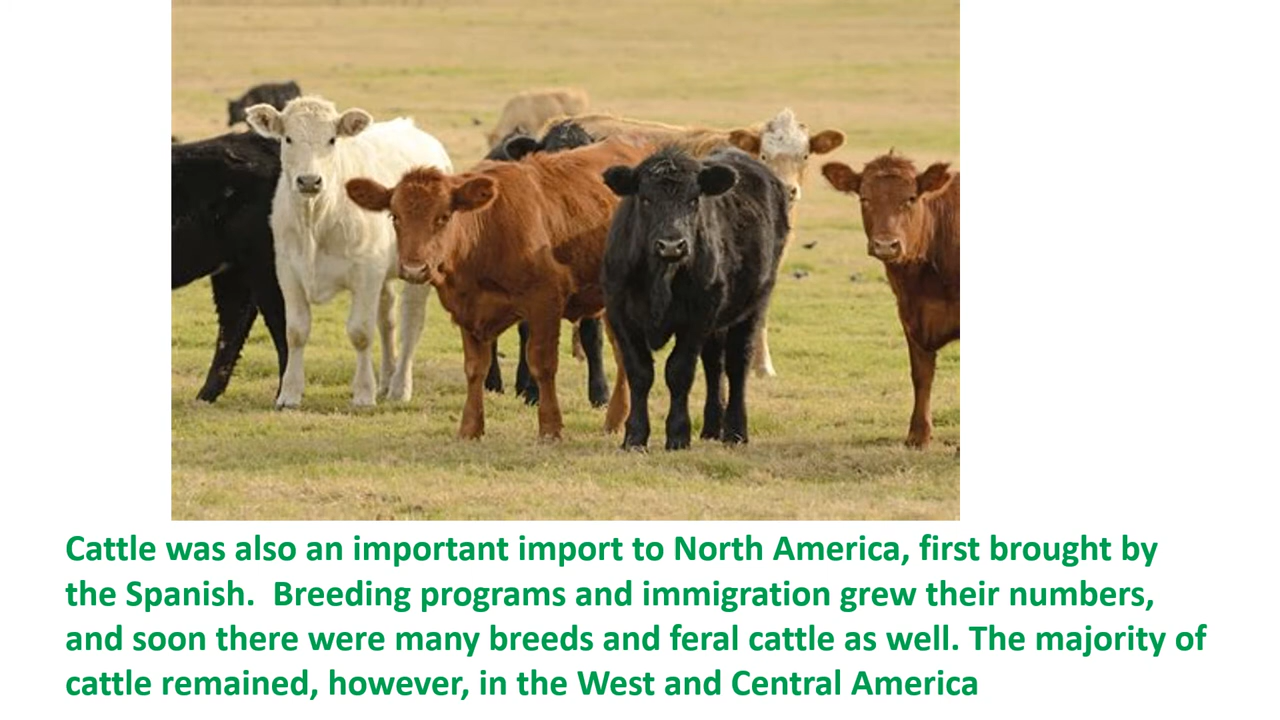 Cattle was also an important import to North America, first brought by
the Spanish.  Breeding programs and immigration grew their numbers,
and soon there were many breeds and feral cattle as well. The majority of
cattle remained, however, in the West and Central America